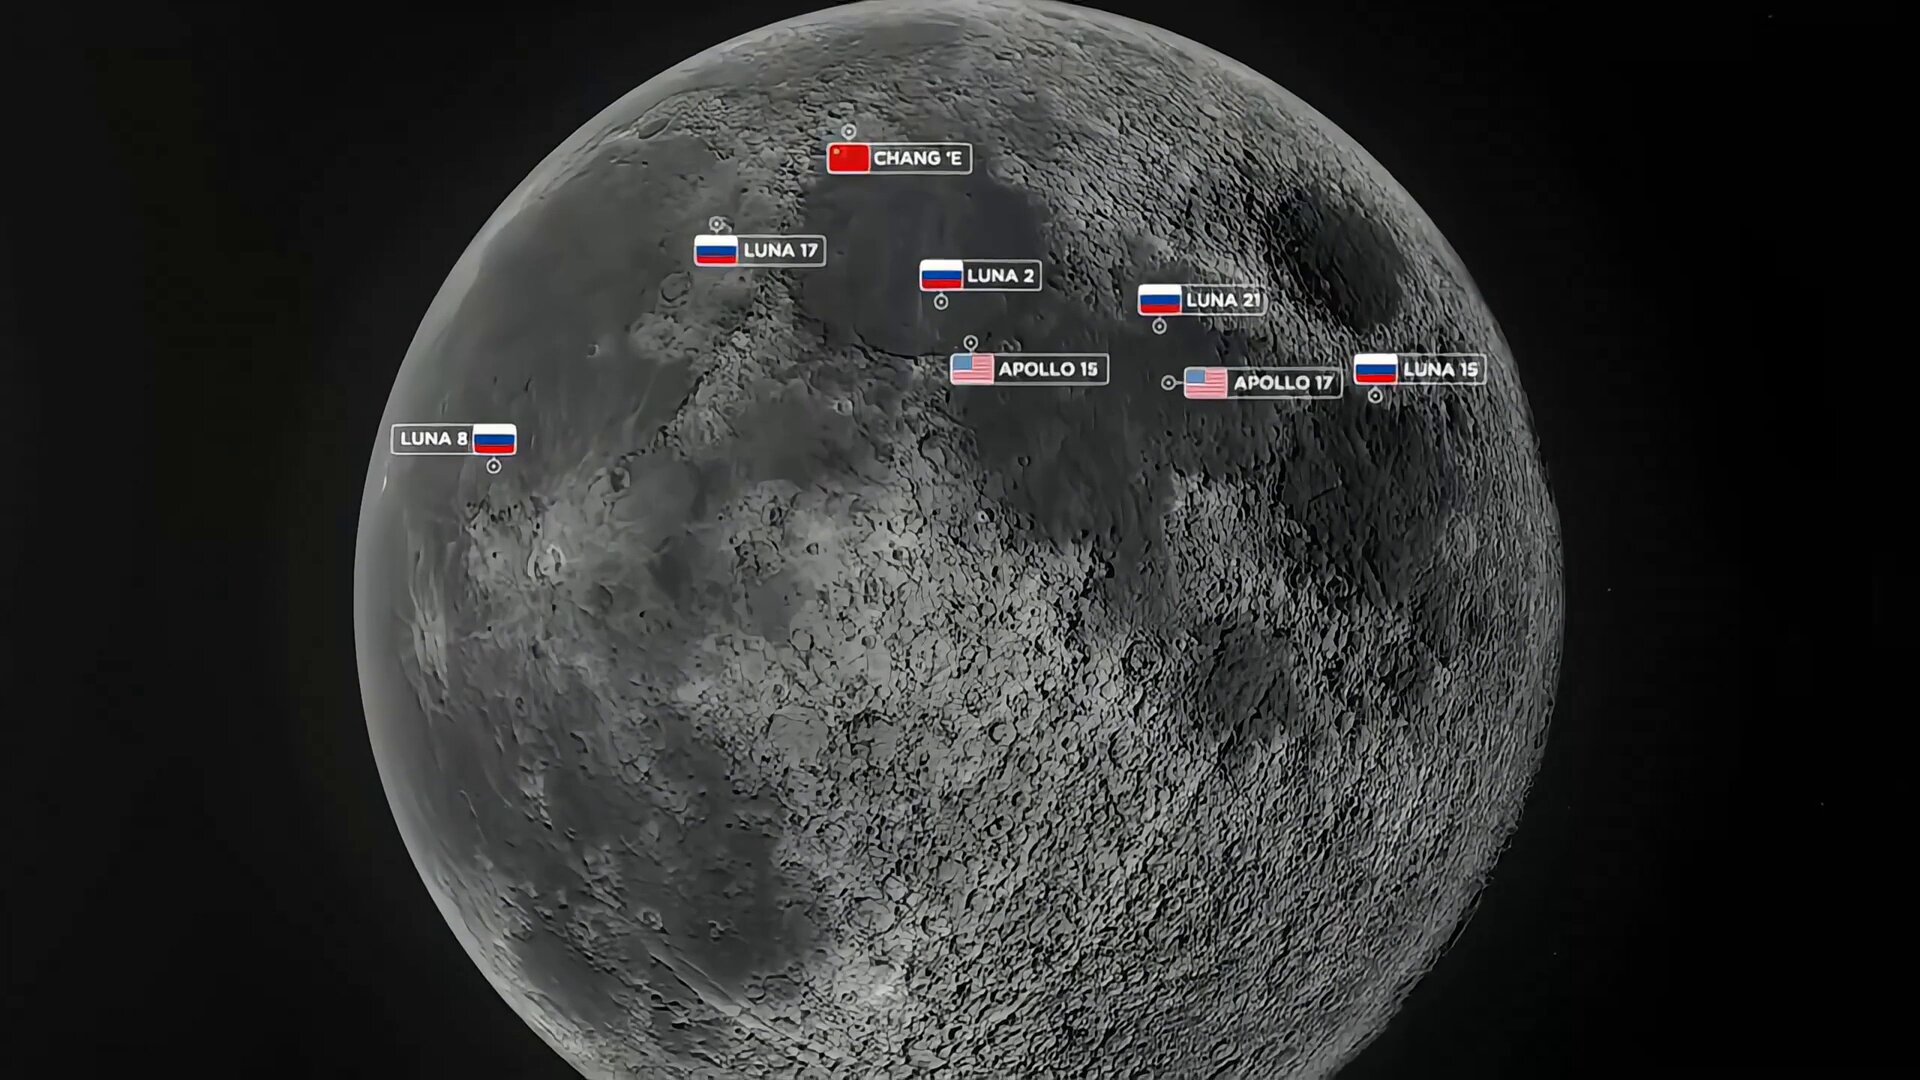 CHANG 'E
LUNA 17
LUNA 2
LUNA 21
APOLLO 15
APOLLO 17
LUNA 15
LUNA 8